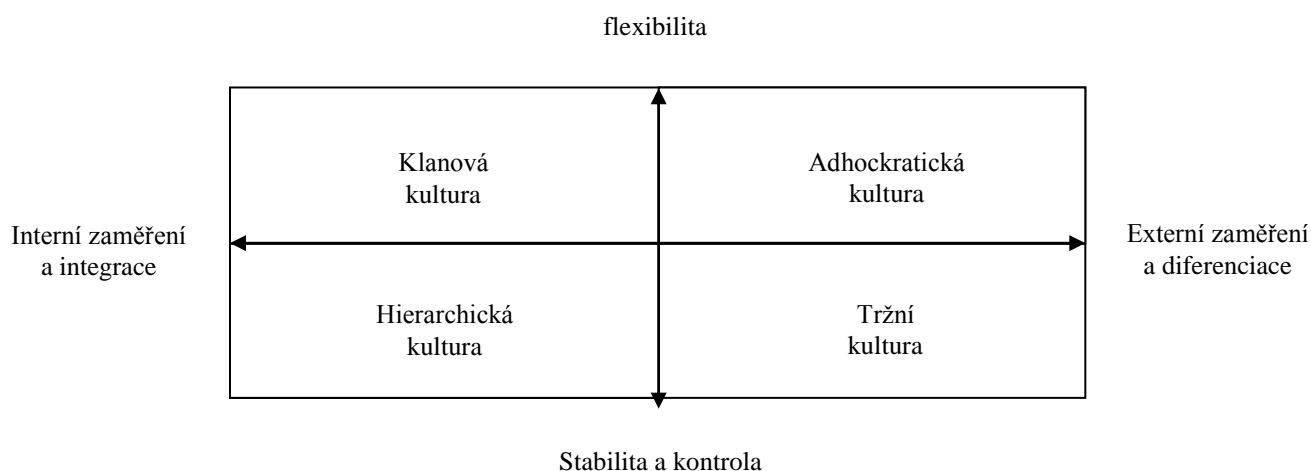 flexibilita
Klanová
kultura
Adhockratická
kultura
Interní zaměření
a integrace
Externí zaměření
a diferenciace
Hierarchická
kultura
Tržní
kultura
Stabilita a kontrola